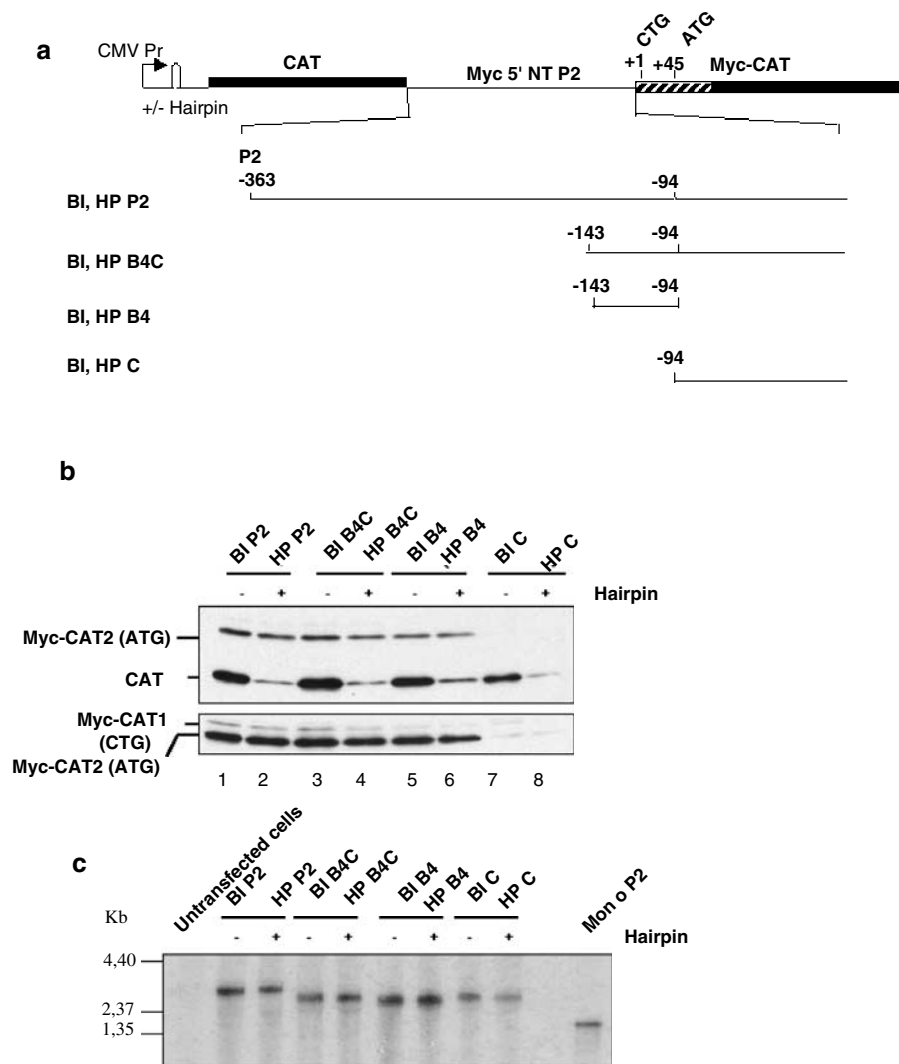 a
CTG ATG
CMV Pr
CAT
Myc 5' NT P2
+1 +45
Myc-CAT
+/- Hairpin
P2
-363
-94
BI, HP P2
-143 -94
BI, HP B4C
-143 -94
BI, HP B4
-94
BI, HP C
b
BI P2 HP P2 BI B4C HP B4C BI B4 HP B4 BI C HP C
- + - + - + - + Hairpin
Myc-CAT2 (ATG)
CAT
Myc-CAT1
(CTG)
Myc-CAT2 (ATG)
1 2 3 4 5 6 7 8
c
Untransfected cells BI P2 HP P2 BI B4C HP B4C BI B4 HP B4 BI C HP C Mon o P2
Kb
- + - + - + - + Hairpin
4,40
2,37
1,35